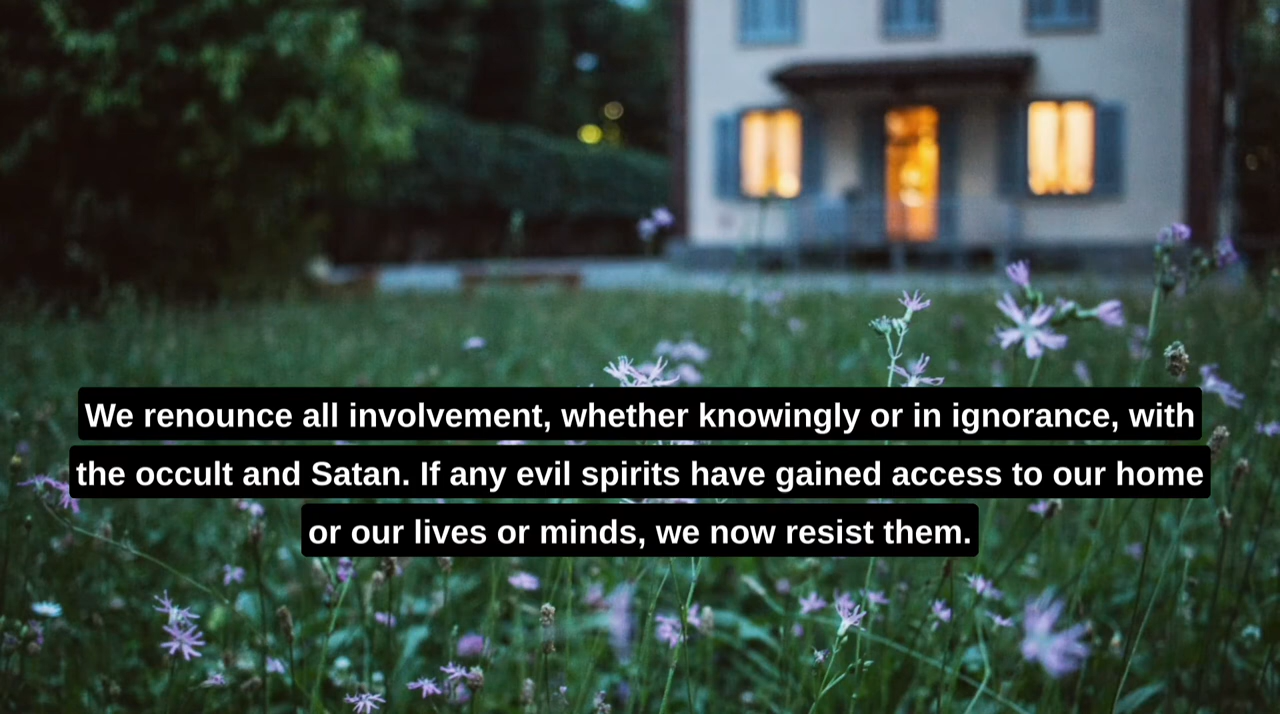 We renounce all involvement, whether knowingly or in ignorance, with
the occult and Satan. If any evil spirits have gained access to our home
or our lives or minds, we now resist them.